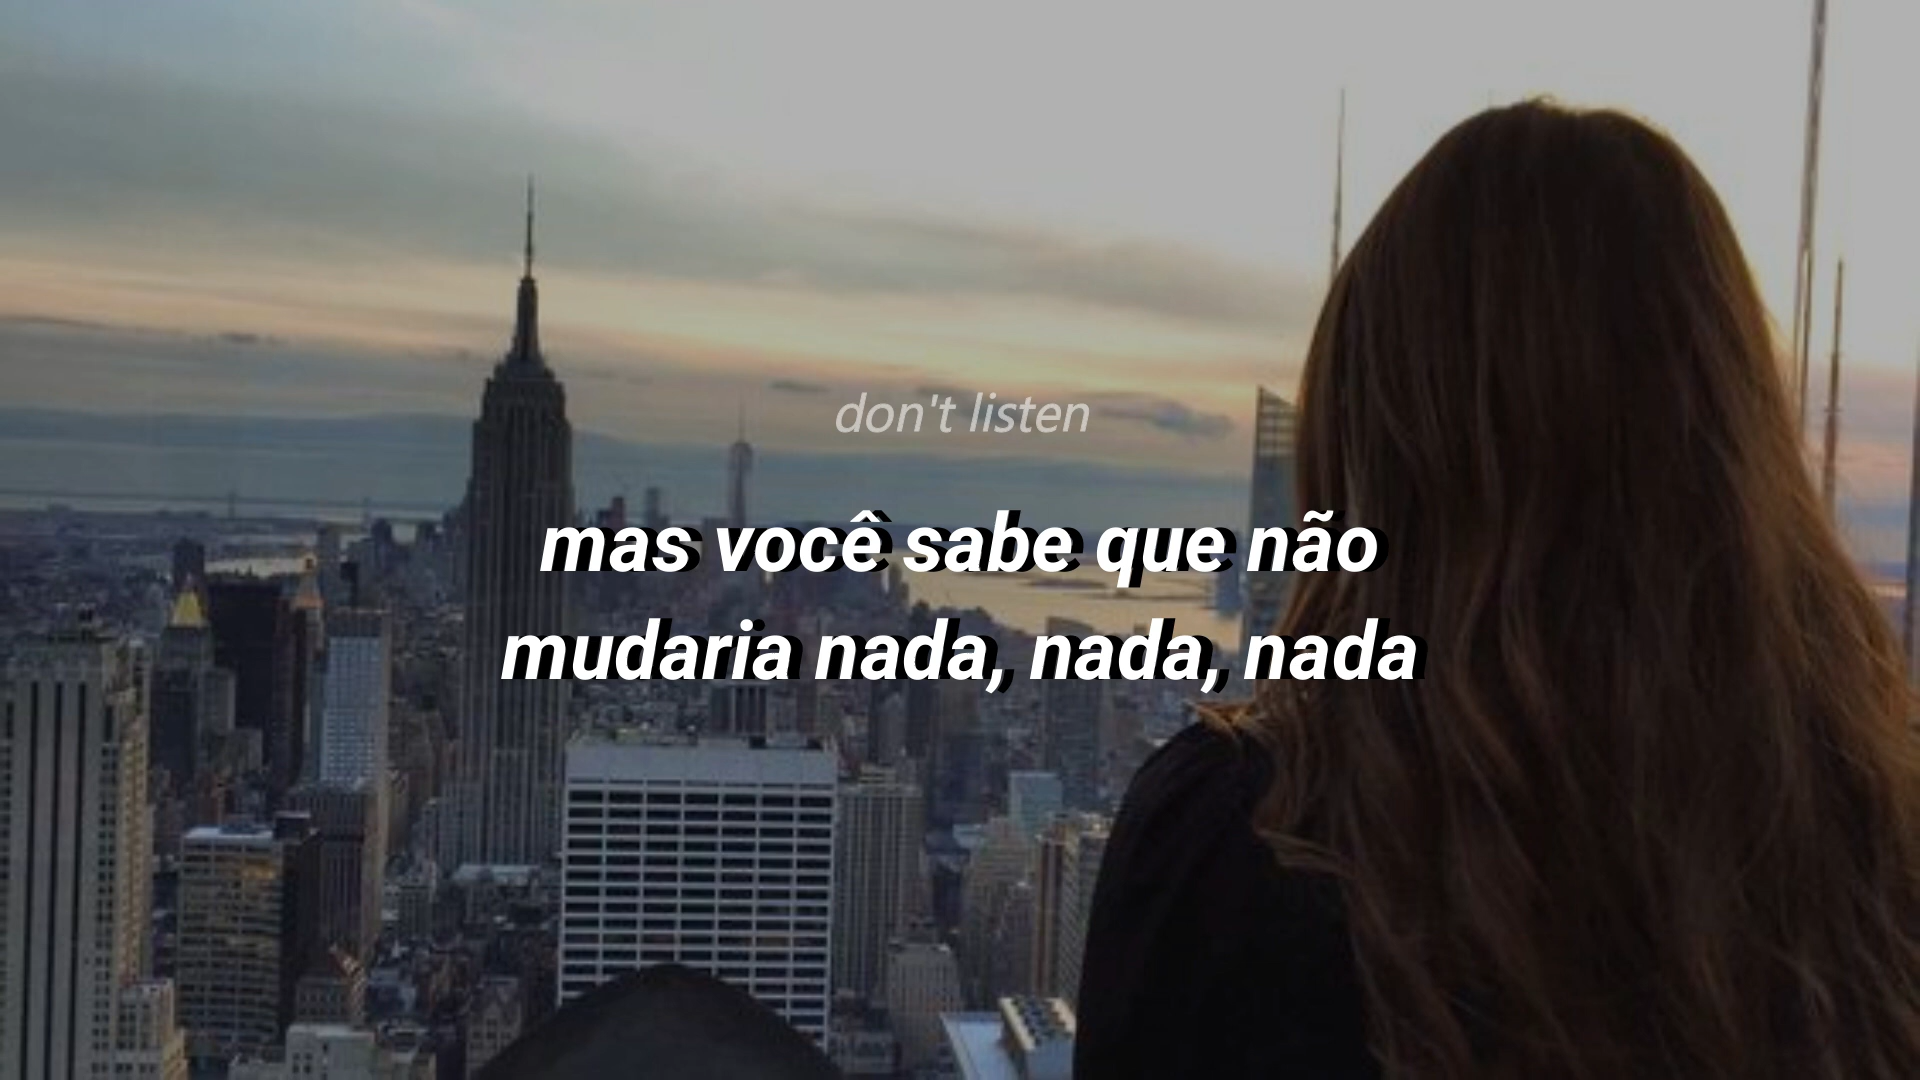 don't listen
mas você sabe que não
mudaria nada, nada, nada